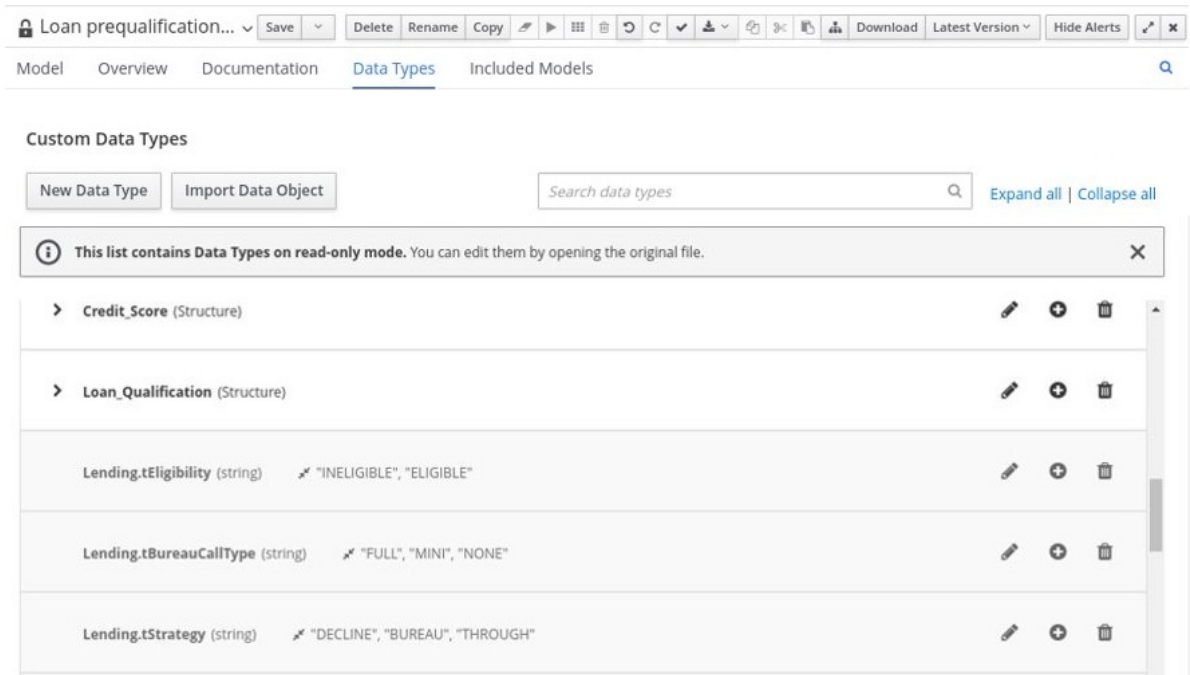 Loan prequalification... Save Delete Rename Copy Download Latest Version Hide Alerts
Model Overview Documentation Data Types Included Models
Custom Data Types
New Data Type Import Data Object Search data types Expand all | Collapse all
This list contains Data Types on read-only mode. You can edit them by opening the original file.
Credit_Score (Structure)
Loan_Qualification (Structure)
Lending.tEligibility (string) "INELIGIBLE", "ELIGIBLE"
Lending.tBureauCallType (string) "FULL", "MINI", "NONE"
Lending.tStrategy (string) "DECLINE", "BUREAU", "THROUGH"